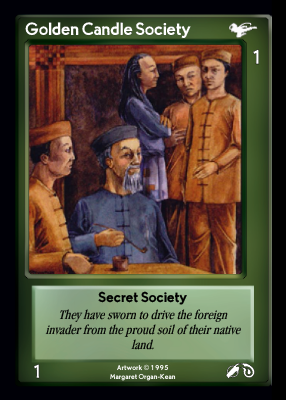 Golden Candle Society
1
Secret Society
They have sworn to drive the foreign
invader from the proud soil of their native
land.
1
Artwork © 1995
Margaret Organ-Kean